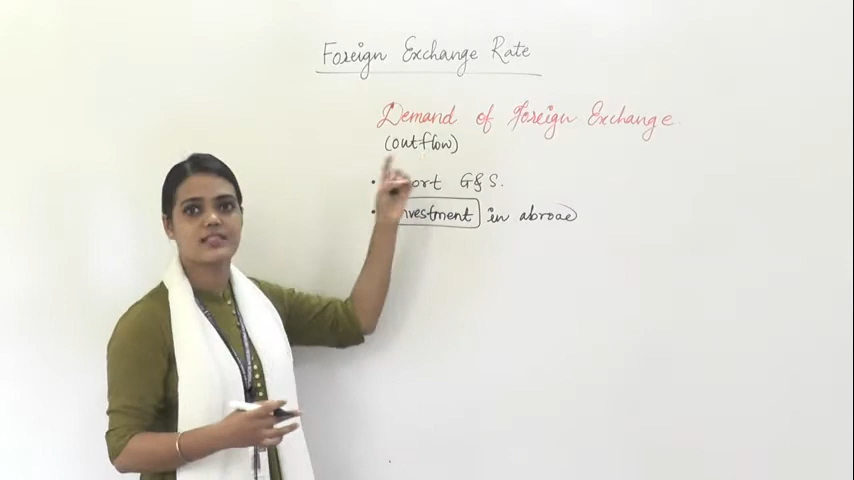 Foreign Exchange Rate
Demand of Foreign Exchange
(outflow)
• G&S.
• investment in abroad